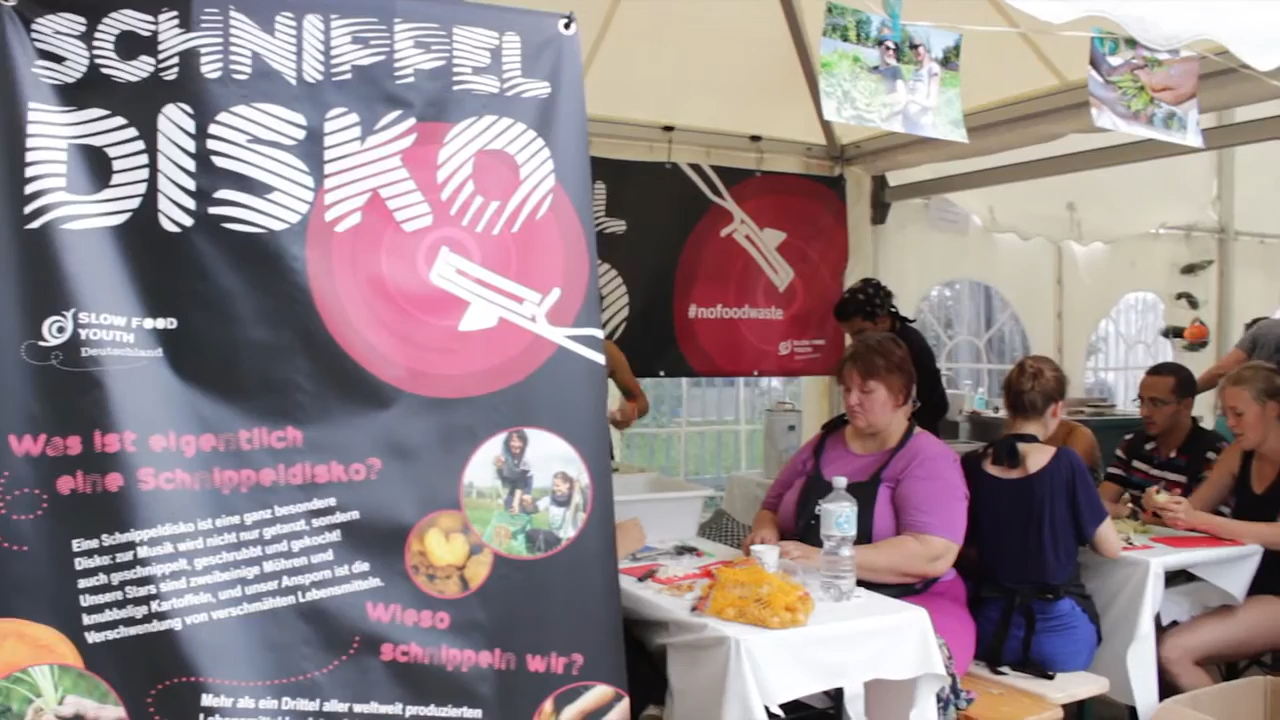 SCHNIPPEL
DISKO
#nofoodwaste
SLOW FOOD
YOUTH
Deutschland
SLOW FOOD
YOUTH
Was ist eigentlich
eine Schnippeldisko?
Eine Schnippeldisko ist eine ganz besondere
Disko: zur Musik wird nicht nur getanzt, sondern
auch geschnippelt, geschrubbt und gekocht!
Unsere Stars sind zweibeinige Möhren und
knubbelige Kartoffeln, und unser Ansporn ist die
Verschwendung von verschmähten Lebensmitteln.
Wieso
schnippeln wir?
Mehr als ein Drittel aller weltweit produzierten